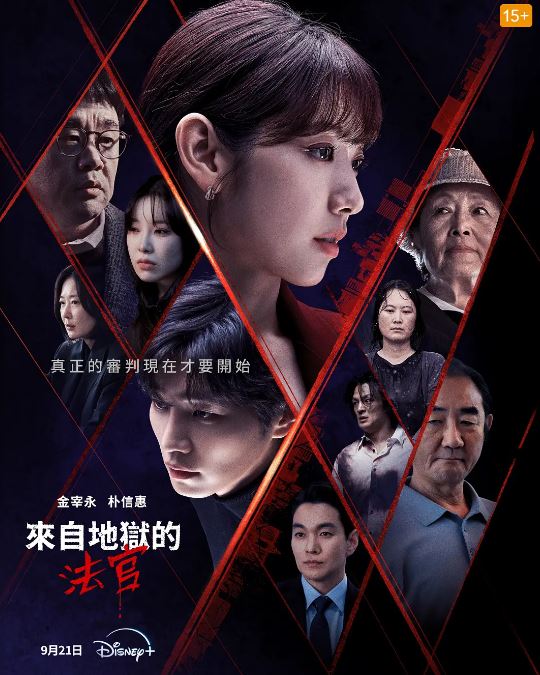 15+
真正的審判現在才要開始
金宰永 朴信惠
來自地獄的
法官
9月21日 Disney+